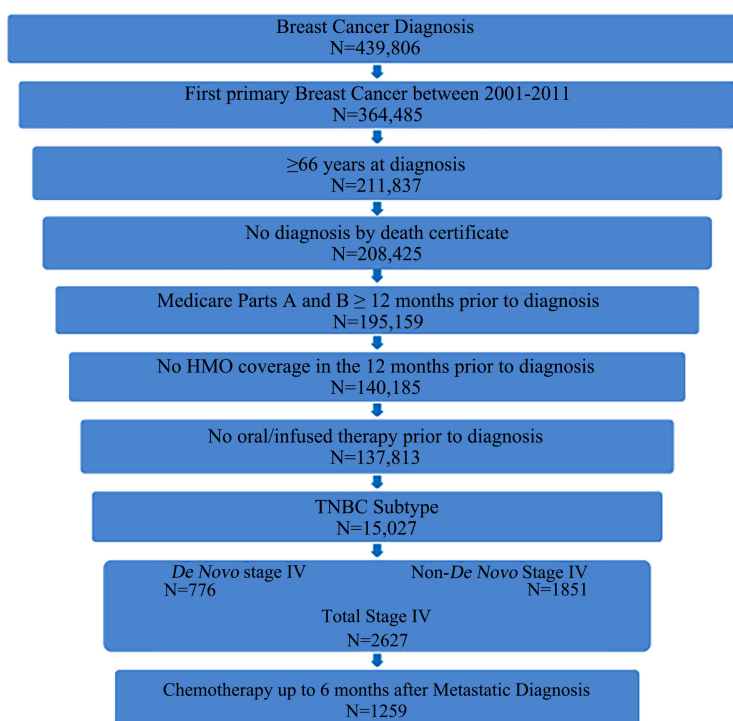 Breast Cancer Diagnosis
N=439,806
First primary Breast Cancer between 2001-2011
N=364,485
≥66 years at diagnosis
N=211,837
No diagnosis by death certificate
N=208,425
Medicare Parts A and B ≥ 12 months prior to diagnosis
N=195,159
No HMO coverage in the 12 months prior to diagnosis
N=140,185
No oral/infused therapy prior to diagnosis
N=137,813
TNBC Subtype
N=15,027
De Novo stage IV
N=776
Non-De Novo Stage IV
N=1851
Total Stage IV
N=2627
Chemotherapy up to 6 months after Metastatic Diagnosis
N=1259